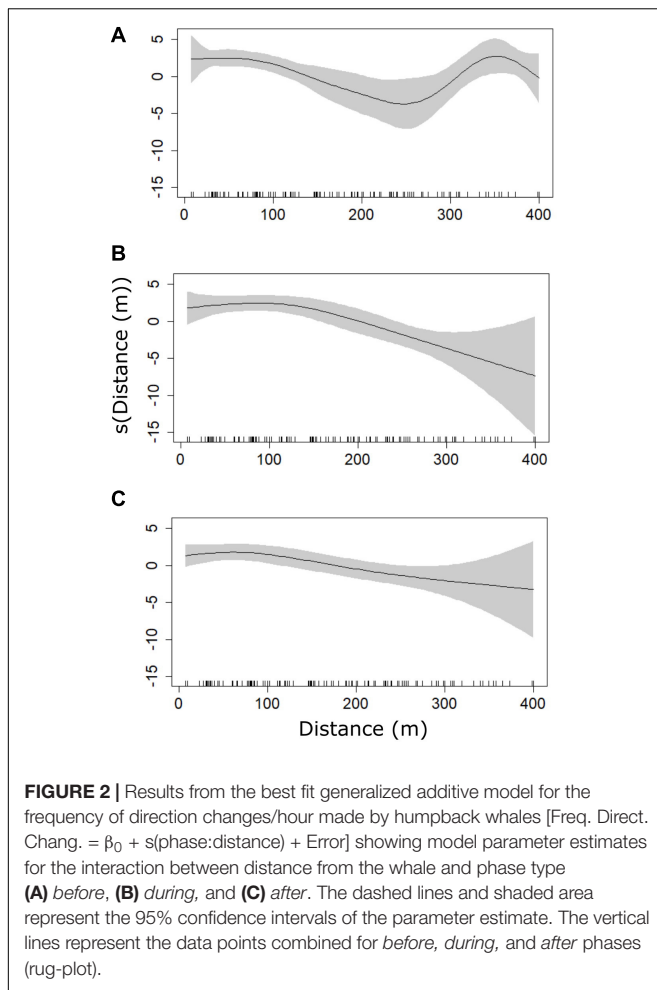 A
5
0
-5
-10
-15
0 100 200 300 400
B
5
0
-5
-10
-15
0 100 200 300 400
s(Distance (m))
C
5
0
-5
-10
-15
0 100 200 300 400
Distance (m)
FIGURE 2 | Results from the best fit generalized additive model for the
frequency of direction changes/hour made by humpback whales [Freq. Direct.
Chang. = β₀ + s(phase:distance) + Error] showing model parameter estimates
for the interaction between distance from the whale and phase type
(A) before, (B) during, and (C) after. The dashed lines and shaded area
represent the 95% confidence intervals of the parameter estimate. The vertical
lines represent the data points combined for before, during, and after phases
(rug-plot).